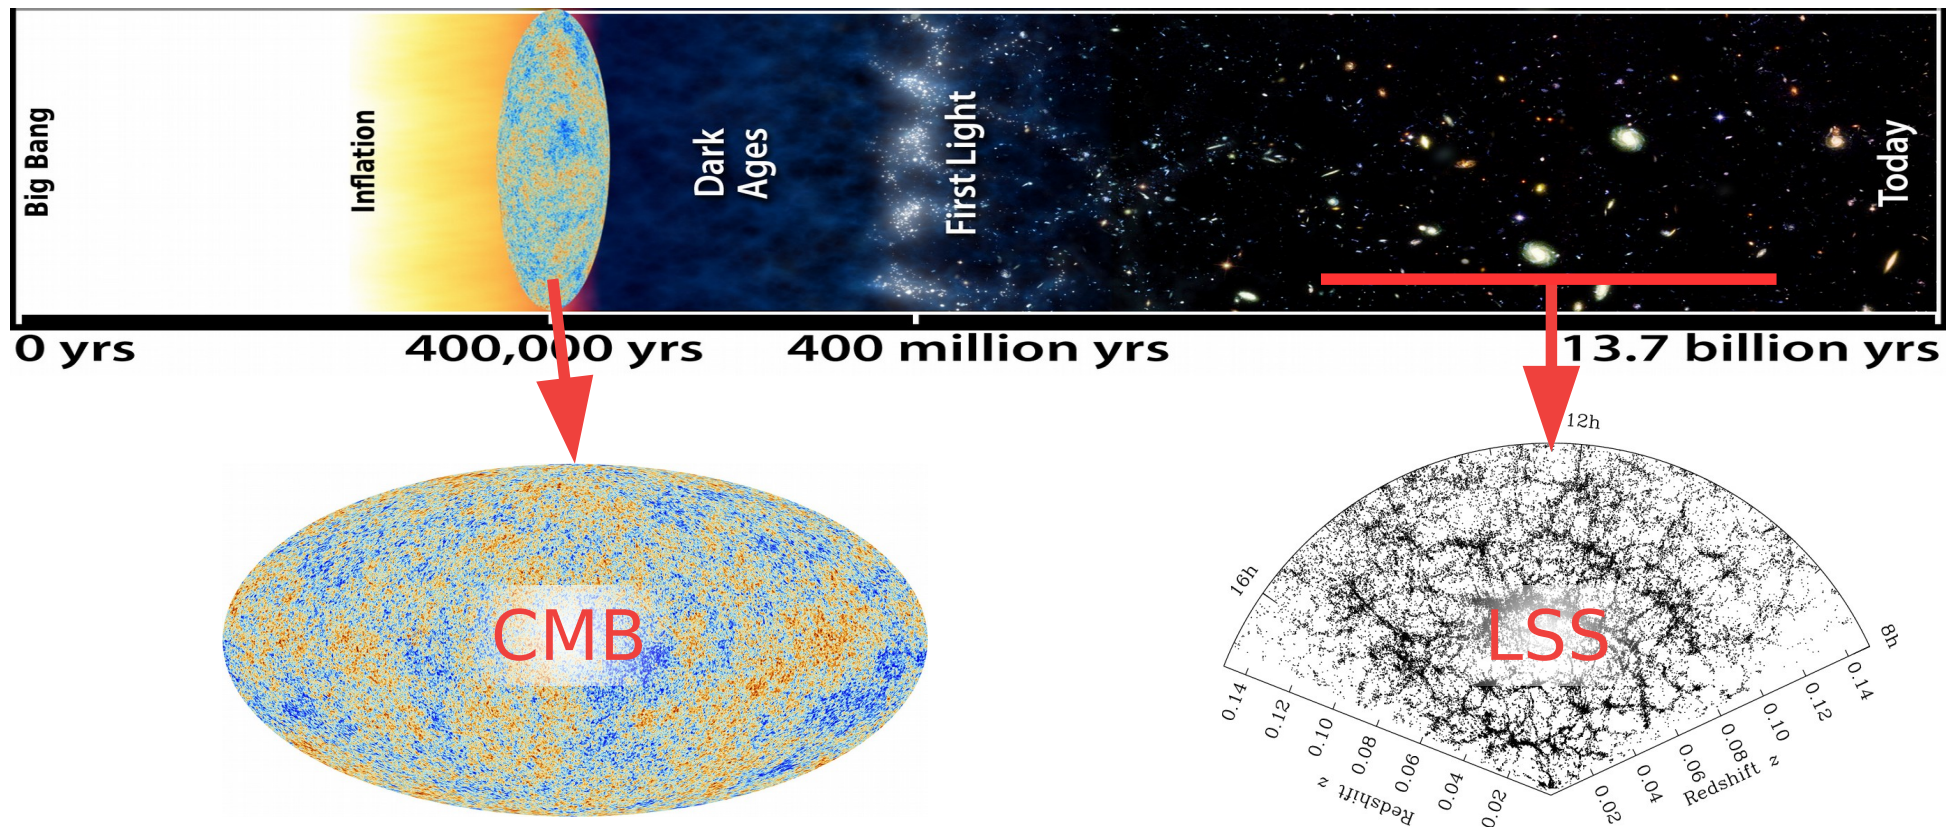 Big Bang
Inflation
Dark
Ages
First Light
Today
0 yrs
400,000 yrs
400 million yrs
13.7 billion yrs
CMB
12h
16h
8h
LSS
0.14
0.12
0.10
0.08
0.06
0.04
0.02
Redshift z
0.02
0.04
0.06
0.08
0.10
0.12
0.14
Redshift z